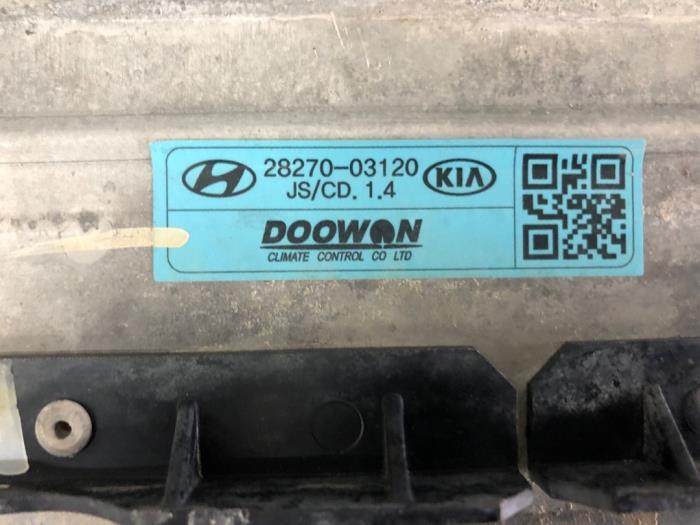 28270-03120
KIA
JS/CD. 1.4
DOOWON
CLIMATE CONTROL CO LTD